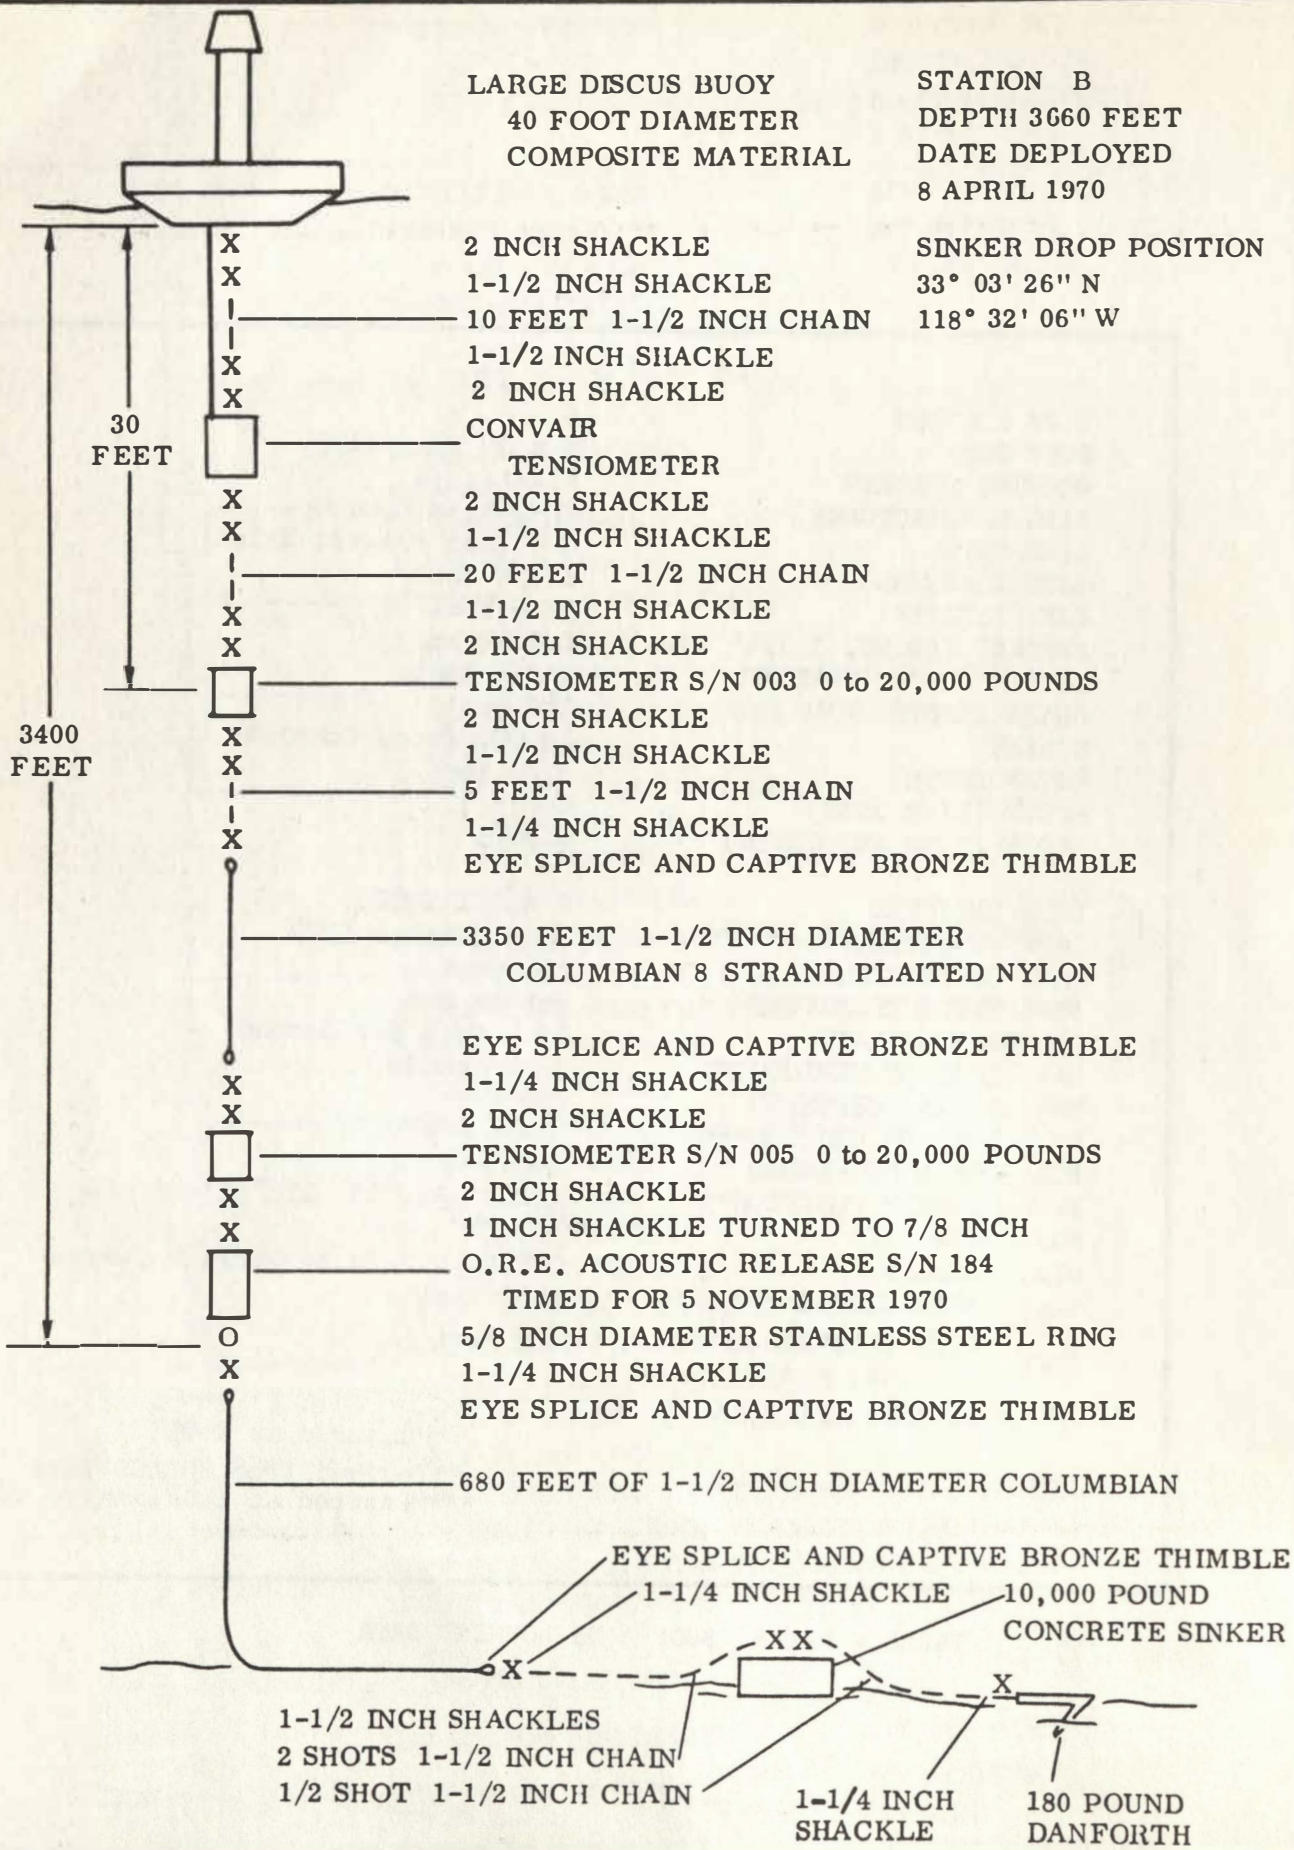 LARGE DISCUS BUOY
40 FOOT DIAMETER
COMPOSITE MATERIAL
STATION B
DEPTH 3660 FEET
DATE DEPLOYED
8 APRIL 1970
SINKER DROP POSITION
33° 03' 26" N
118° 32' 06" W
X 2 INCH SHACKLE
X 1-1/2 INCH SHACKLE
10 FEET 1-1/2 INCH CHAIN
X 1-1/2 INCH SHACKLE
X 2 INCH SHACKLE
30
FEET
CONVAIR
TENSIOMETER
X 2 INCH SHACKLE
X 1-1/2 INCH SHACKLE
20 FEET 1-1/2 INCH CHAIN
X 1-1/2 INCH SHACKLE
X 2 INCH SHACKLE
TENSIOMETER S/N 003 0 to 20,000 POUNDS
3400
FEET
X 2 INCH SHACKLE
X 1-1/2 INCH SHACKLE
5 FEET 1-1/2 INCH CHAIN
X 1-1/4 INCH SHACKLE
EYE SPLICE AND CAPTIVE BRONZE THIMBLE
3350 FEET 1-1/2 INCH DIAMETER
COLUMBIAN 8 STRAND PLAITED NYLON
EYE SPLICE AND CAPTIVE BRONZE THIMBLE
X 1-1/4 INCH SHACKLE
X 2 INCH SHACKLE
TENSIOMETER S/N 005 0 to 20,000 POUNDS
X 2 INCH SHACKLE
X 1 INCH SHACKLE TURNED TO 7/8 INCH
O.R.E. ACOUSTIC RELEASE S/N 184
TIMED FOR 5 NOVEMBER 1970
O 5/8 INCH DIAMETER STAINLESS STEEL RING
X 1-1/4 INCH SHACKLE
EYE SPLICE AND CAPTIVE BRONZE THIMBLE
680 FEET OF 1-1/2 INCH DIAMETER COLUMBIAN
EYE SPLICE AND CAPTIVE BRONZE THIMBLE
1-1/4 INCH SHACKLE
10,000 POUND
CONCRETE SINKER
X X
X
X
1-1/2 INCH SHACKLES
2 SHOTS 1-1/2 INCH CHAIN
1/2 SHOT 1-1/2 INCH CHAIN
1-1/4 INCH
SHACKLE
180 POUND
DANFORTH